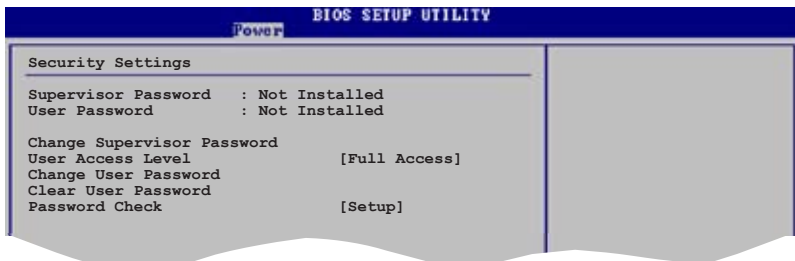 BIOS SETUP UTILITY
Power
Security Settings
Supervisor Password : Not Installed
User Password : Not Installed
Change Supervisor Password
User Access Level [Full Access]
Change User Password
Clear User Password
Password Check [Setup]